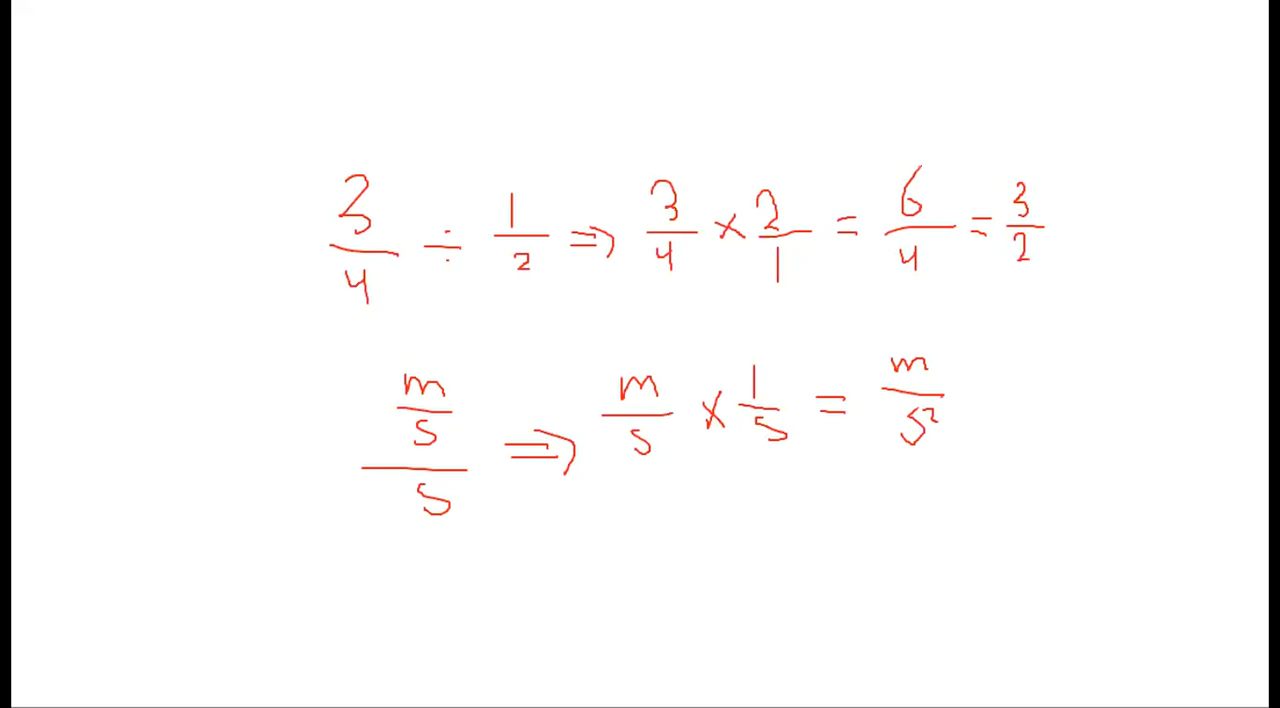 3/4 ÷ 1/2 ⇒ 3/4 × 2/1 = 6/4 = 3/2
(m/s)/s ⇒ m/s × 1/s = m/s²